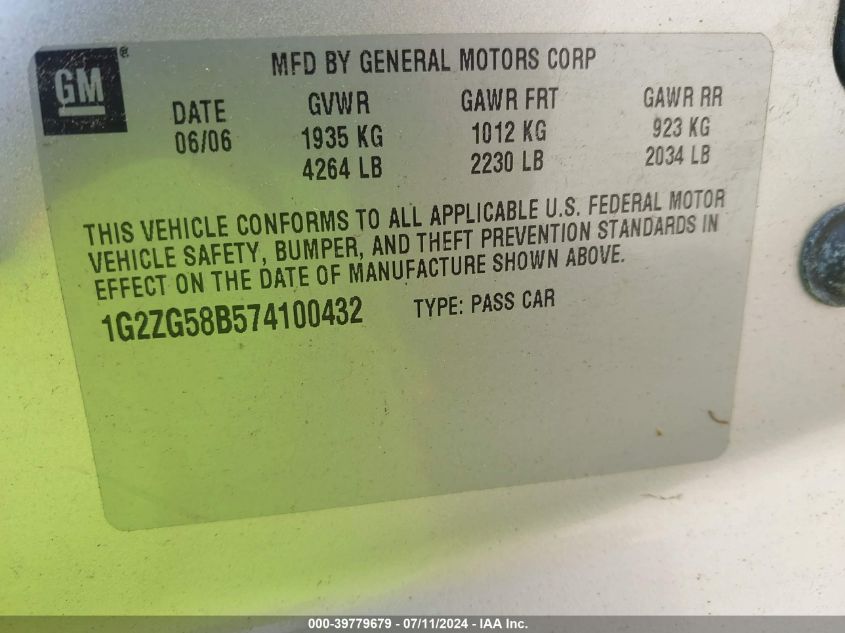 GM®
MFD BY GENERAL MOTORS CORP
DATE GVWR GAWR FRT GAWR RR
06/06 1935 KG 1012 KG 923 KG
4264 LB 2230 LB 2034 LB
THIS VEHICLE CONFORMS TO ALL APPLICABLE U.S. FEDERAL MOTOR
VEHICLE SAFETY, BUMPER, AND THEFT PREVENTION STANDARDS IN
EFFECT ON THE DATE OF MANUFACTURE SHOWN ABOVE.
1G2ZG58B574100432 TYPE: PASS CAR
000-39779679 - 07/11/2024 - IAA Inc.